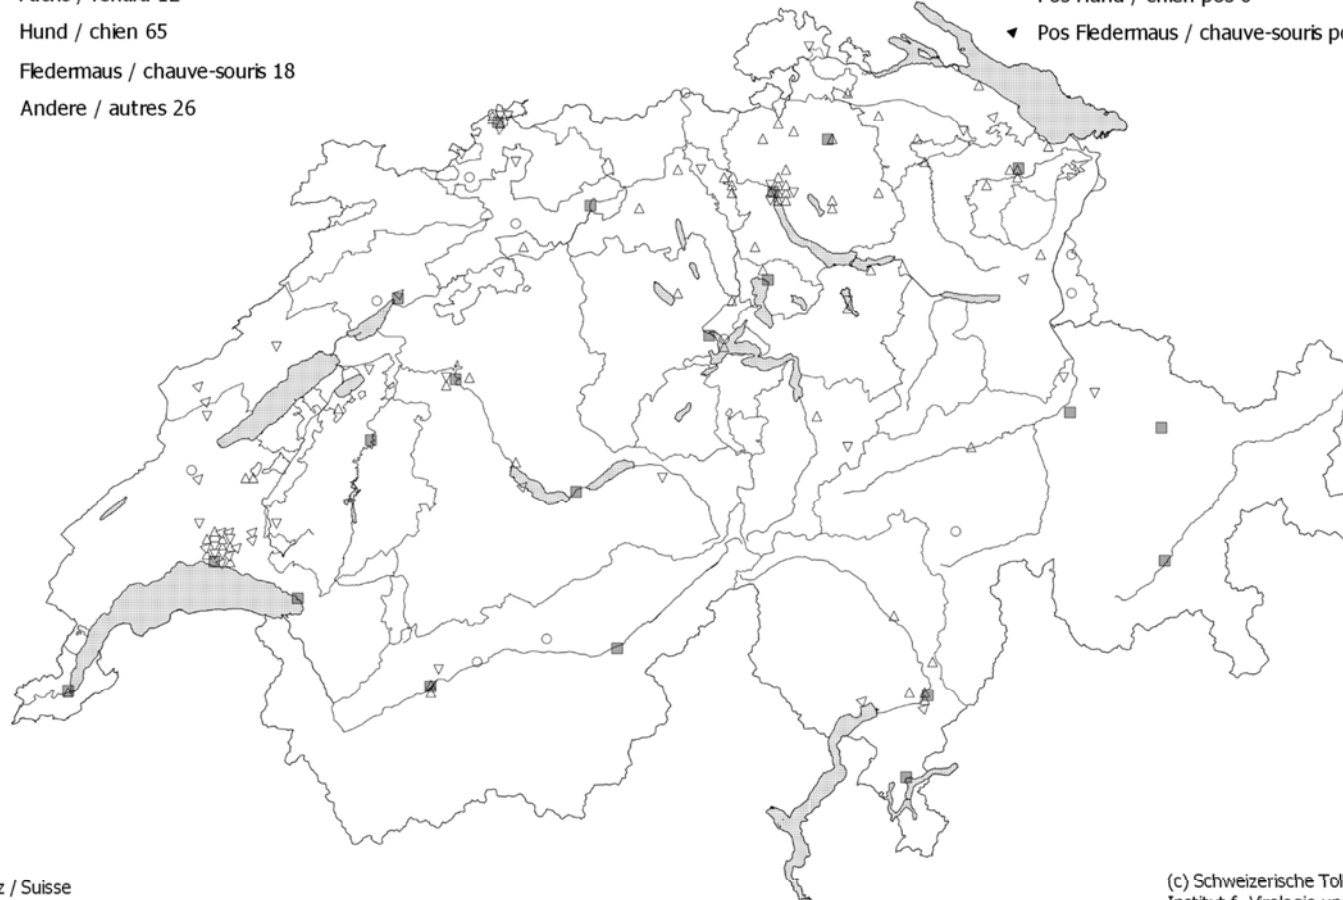 Hund / chien 65
Fledermaus / chauve-souris 18
Andere / autres 26
Pos Fledermaus / chauve-souris
/ Suisse
(c) Schweizerische